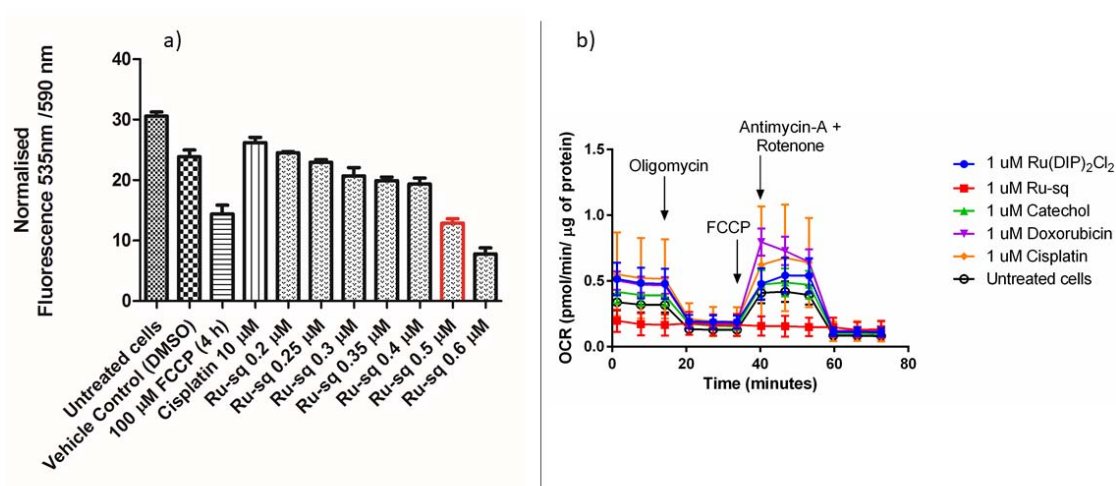 a)
Normalised
Fluorescence 535nm /590 nm
40
30
20
10
0
Untreated cells
Vehicle Control (DMSO)
100 µM FCCP (4 h)
Cisplatin 10 µM
Ru-sq 0.2 µM
Ru-sq 0.25 µM
Ru-sq 0.3 µM
Ru-sq 0.35 µM
Ru-sq 0.4 µM
Ru-sq 0.5 µM
Ru-sq 0.6 µM
b)
OCR (pmol/min/ µg of protein)
1.5
1.0
0.5
0.0
0
20
40
60
80
Time (minutes)
Oligomycin
FCCP
Antimycin-A +
Rotenone
1 uM Ru(DIP)₂Cl₂
1 uM Ru-sq
1 uM Catechol
1 uM Doxorubicin
1 uM Cisplatin
Untreated cells